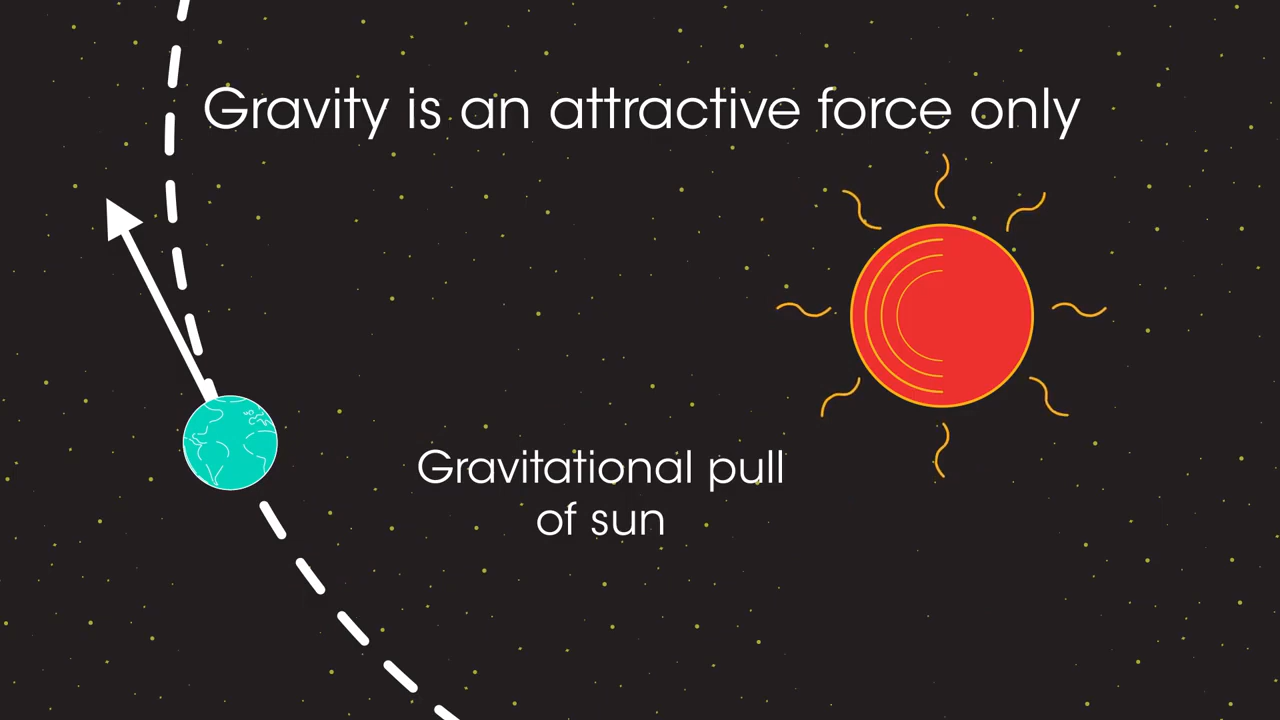 Gravity is an attractive force only
Gravitational pull
of sun